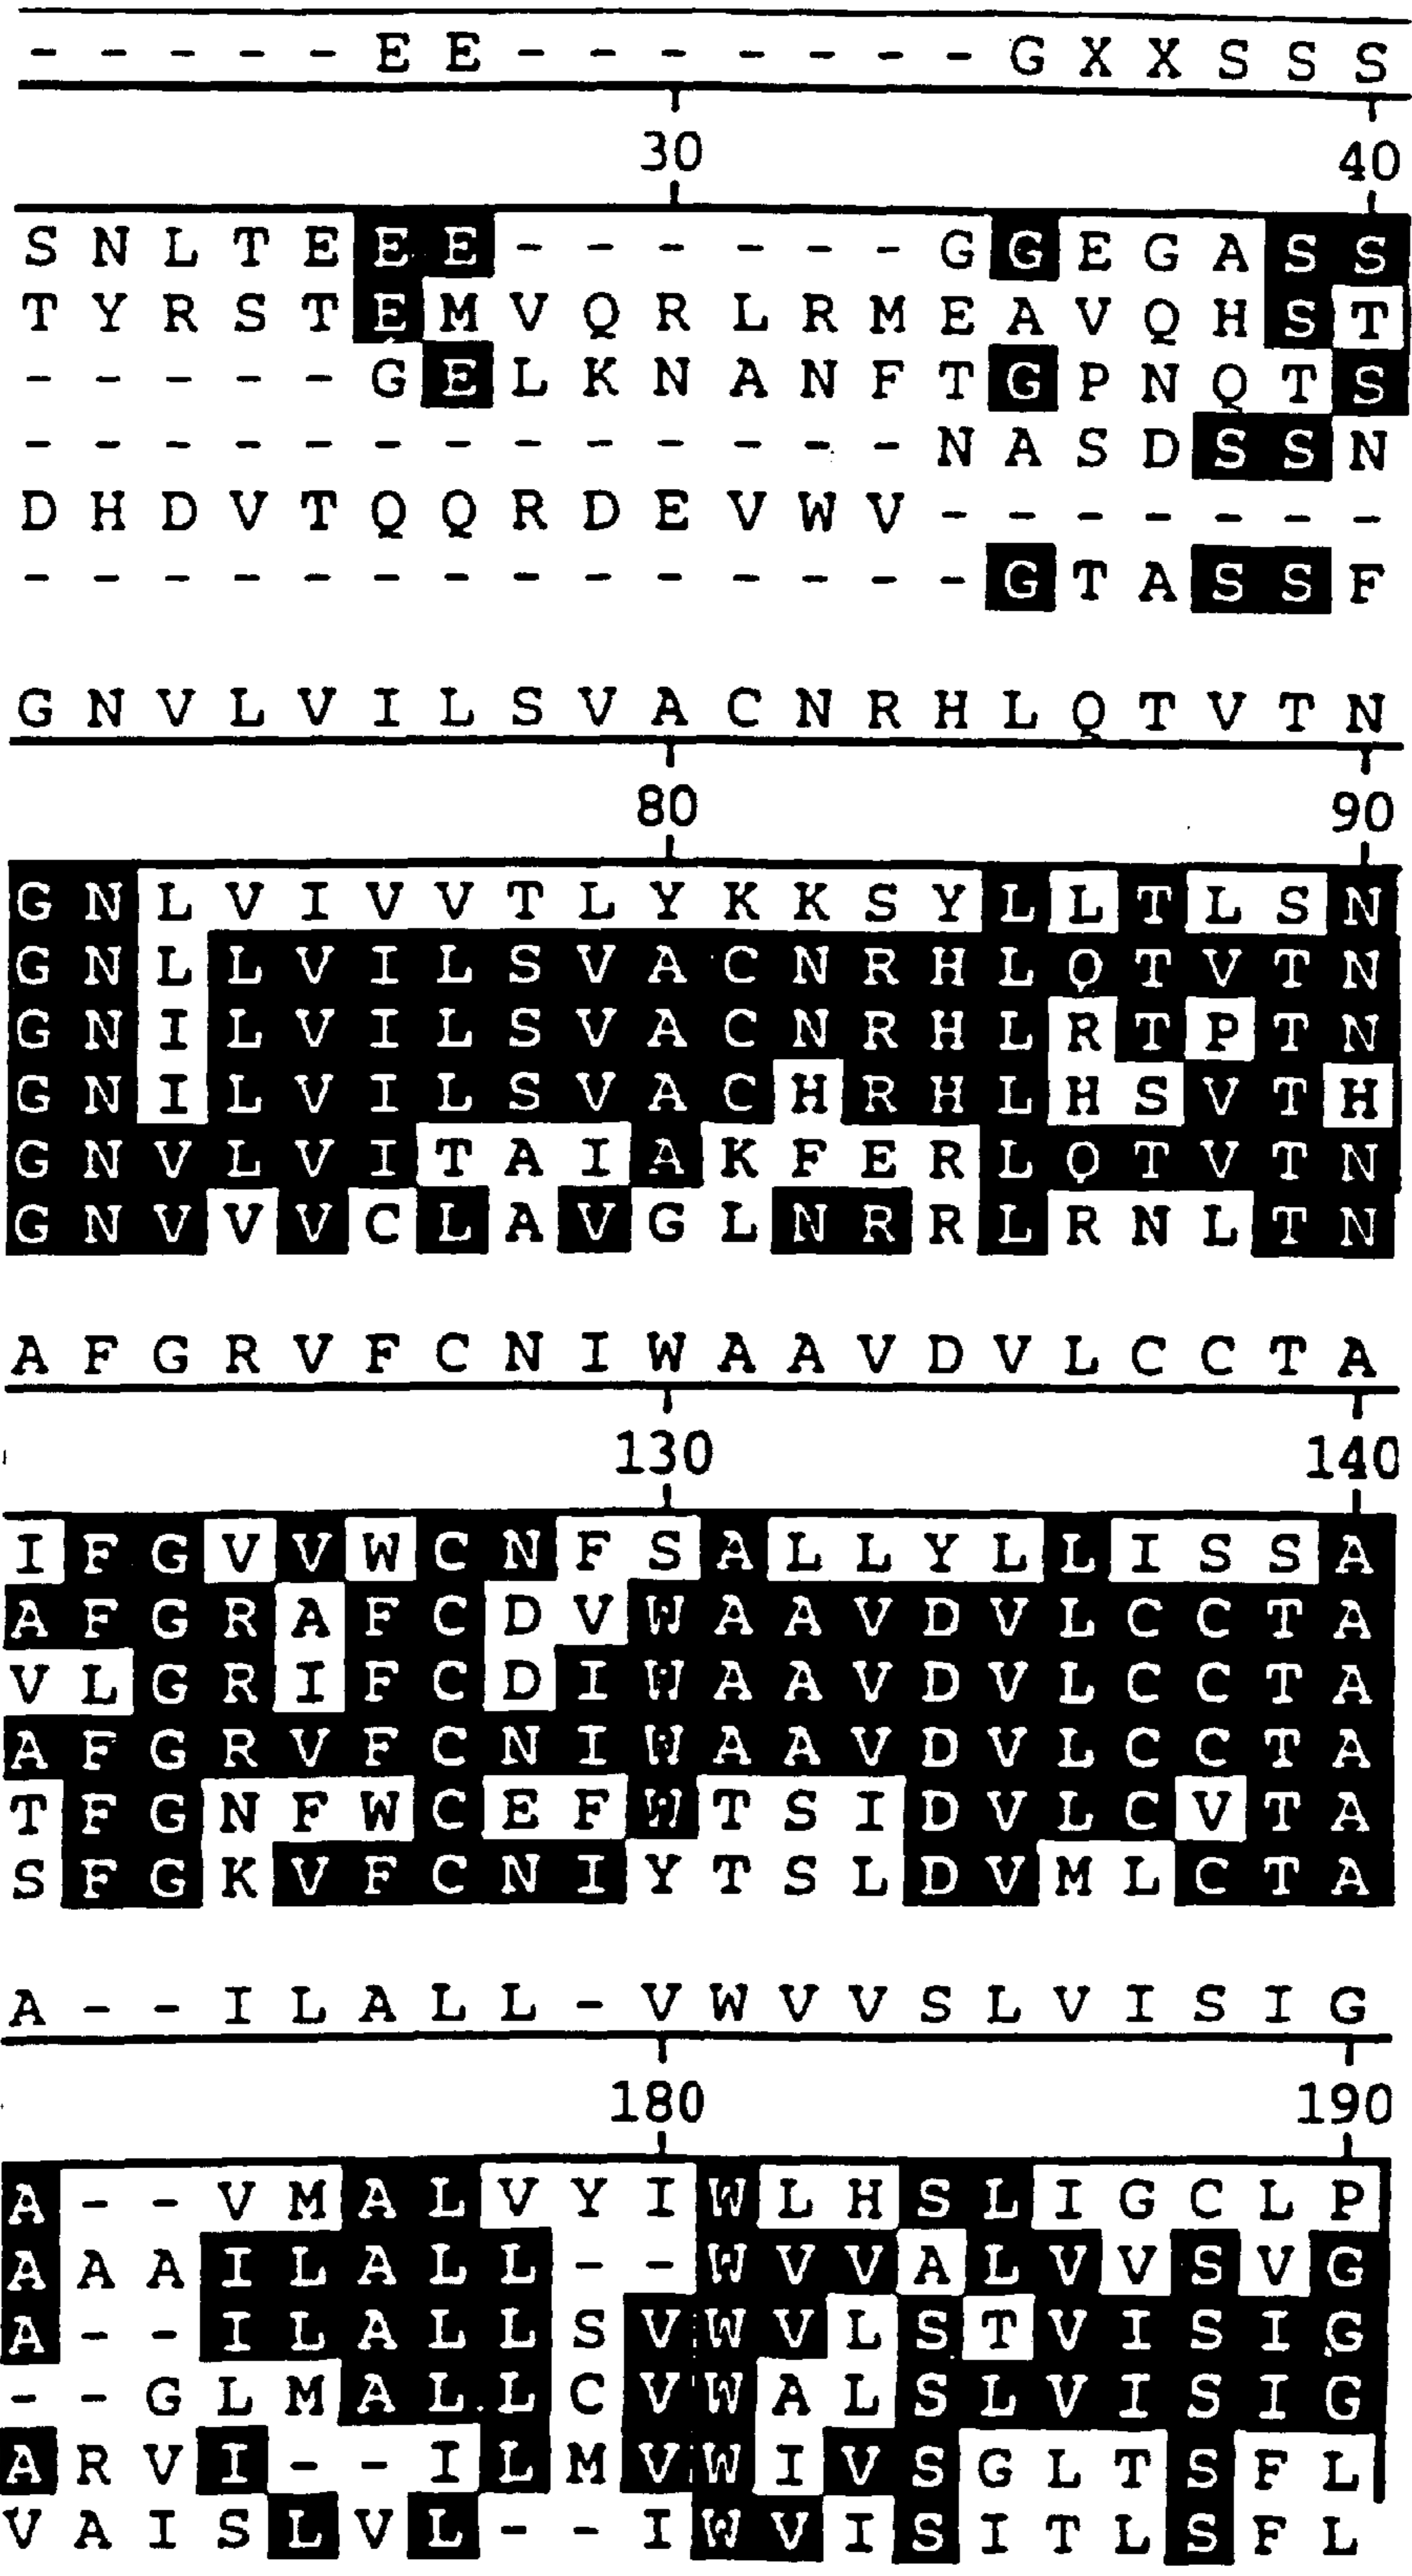 - - - - - E E - - - - - - - G X X S S S
30 40
S N L T E E E - - - - - - G G E G A S S
T Y R S T E M V Q R L R M E A V Q H S T
- - - - - G E L K N A N F T G P N Q T S
- - - - - - - - - - - - - N A S D S S N
D H D V T Q Q R D E V W V - - - - - - -
- - - - - - - - - - - - - - G T A S S F
G N V L V I L S V A C N R H L Q T V T N
80 90
G N L V I V V T L Y K K S Y L L T L S N
G N L L V I L S V A C N R H L Q T V T N
G N I L V I L S V A C N R H L R T P T N
G N I L V I L S V A C H R H L H S V T H
G N V L V I T A I A K F E R L Q T V T N
G N V V V C L A V G L N R R L R N L T N
A F G R V F C N I W A A V D V L C C T A
130 140
I F G V V W C N F S A L L Y L L I S S A
A F G R A F C D V W A A V D V L C C T A
V L G R I F C D I W A A V D V L C C T A
A F G R V F C N I W A A V D V L C C T A
T F G N F W C E F W T S I D V L C V T A
S F G K V F C N I Y T S L D V M L C T A
A - - I L A L L - V W V V S L V I S I G
180 190
A - - V M A L V Y I W L H S L I G C L P
A A A I L A L L - - W V V A L V V S V G
A - - I L A L L S V W V L S T V I S I G
- - G L M A L L C V W A L S L V I S I G
A R V I - - I L M V W I V S G L T S F L
V A I S L V L - - I W V I S I T L S F L